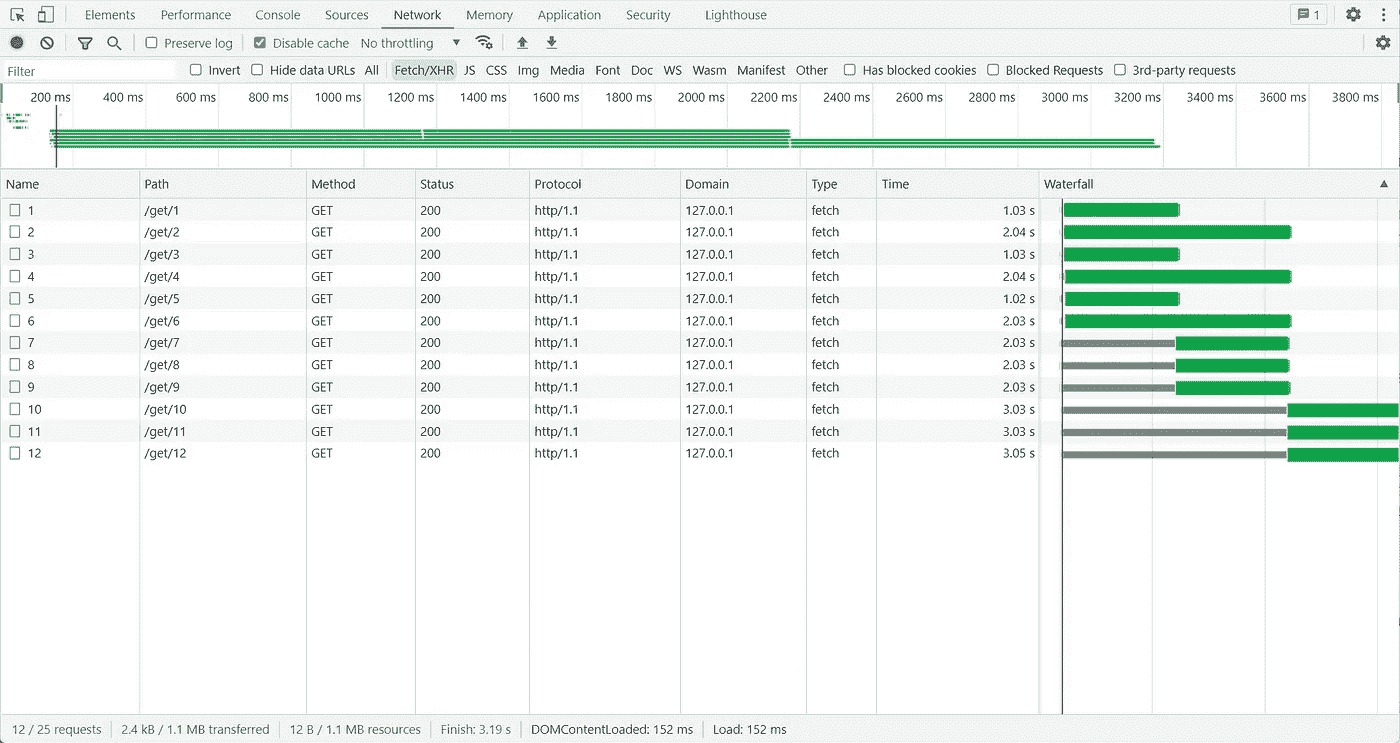 Elements Performance Console Sources Network Memory Application Security Lighthouse 1
Preserve log Disable cache No throttling
Filter Invert Hide data URLs All Fetch/XHR JS CSS Img Media Font Doc WS Wasm Manifest Other Has blocked cookies Blocked Requests 3rd-party requests
200 ms 400 ms 600 ms 800 ms 1000 ms 1200 ms 1400 ms 1600 ms 1800 ms 2000 ms 2200 ms 2400 ms 2600 ms 2800 ms 3000 ms 3200 ms 3400 ms 3600 ms 3800 ms
Name Path Method Status Protocol Domain Type Time Waterfall
1 /get/1 GET 200 http/1.1 127.0.0.1 fetch 1.03 s
2 /get/2 GET 200 http/1.1 127.0.0.1 fetch 2.04 s
3 /get/3 GET 200 http/1.1 127.0.0.1 fetch 1.03 s
4 /get/4 GET 200 http/1.1 127.0.0.1 fetch 2.04 s
5 /get/5 GET 200 http/1.1 127.0.0.1 fetch 1.02 s
6 /get/6 GET 200 http/1.1 127.0.0.1 fetch 2.03 s
7 /get/7 GET 200 http/1.1 127.0.0.1 fetch 2.03 s
8 /get/8 GET 200 http/1.1 127.0.0.1 fetch 2.03 s
9 /get/9 GET 200 http/1.1 127.0.0.1 fetch 2.03 s
10 /get/10 GET 200 http/1.1 127.0.0.1 fetch 3.03 s
11 /get/11 GET 200 http/1.1 127.0.0.1 fetch 3.03 s
12 /get/12 GET 200 http/1.1 127.0.0.1 fetch 3.05 s
12 / 25 requests 2.4 kB / 1.1 MB transferred 12 B / 1.1 MB resources Finish: 3.19 s DOMContentLoaded: 152 ms Load: 152 ms